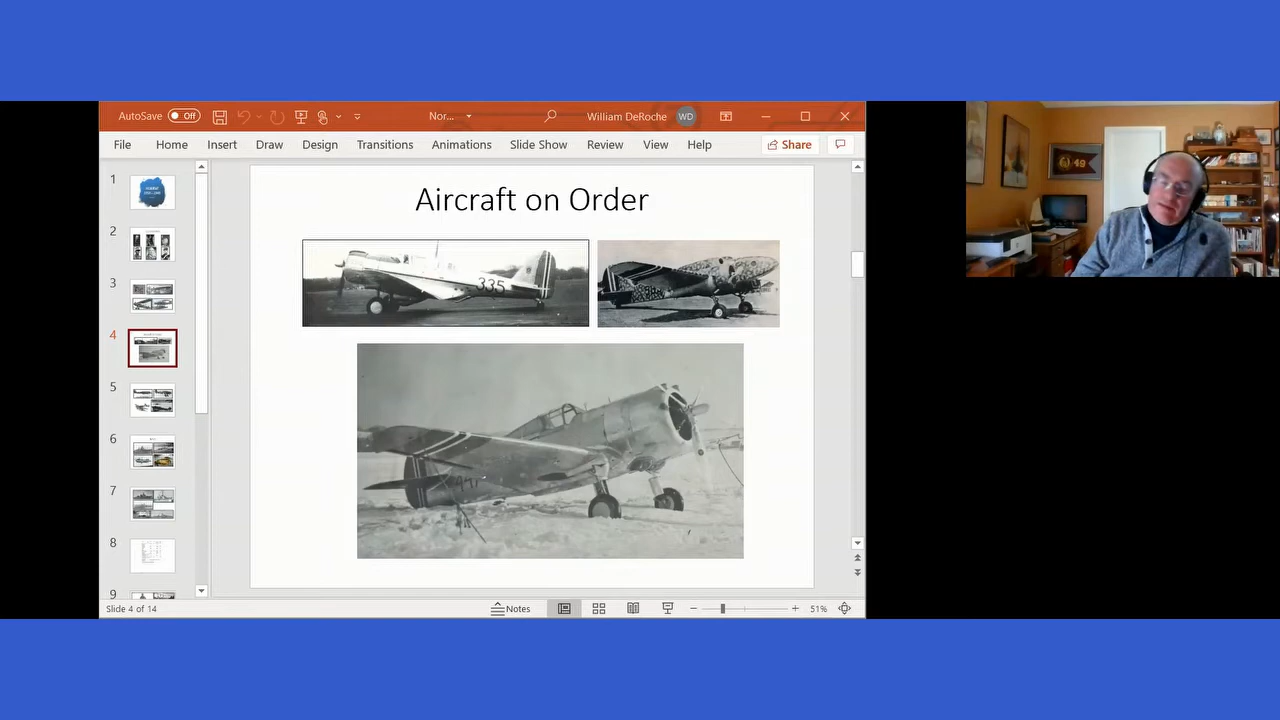 AutoSave Off Nor... William DeRoche WD
File Home Insert Draw Design Transitions Animations Slide Show Review View Help Share
1
2
3
4
5
6
7
8
9
Aircraft on Order
335
49
Slide 4 of 14 Notes 51%